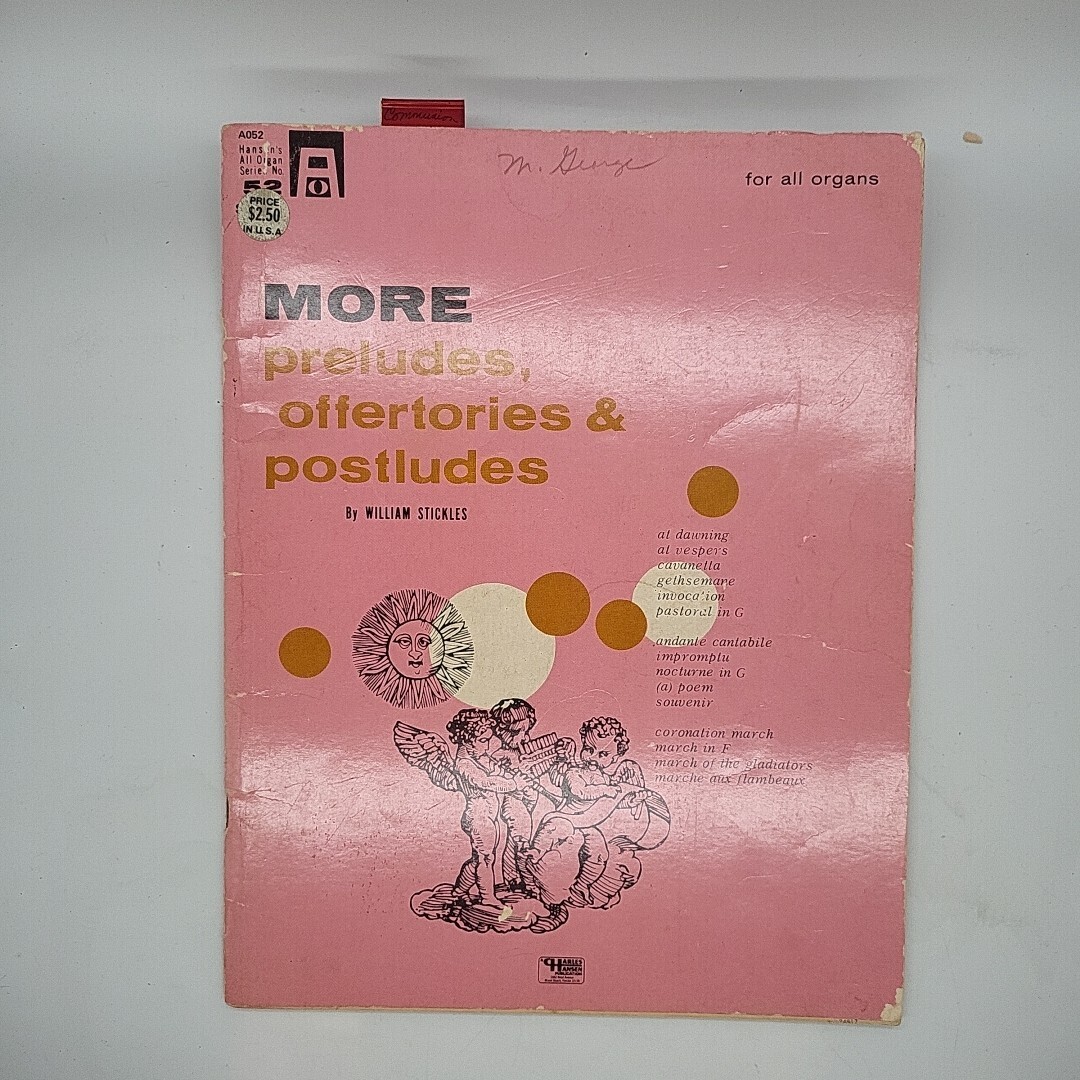 Communion
A052
Hansen's
All Organ
Series No.
52
PRICE
$2.50
IN U.S.A
M. George
for all organs
MORE
preludes,
offertories &
postludes
By WILLIAM STICKLES
at dawning
at vespers
cavanella
gethsemane
invocation
pastoral in G
andante cantabile
impromptu
nocturne in G
(a) poem
souvenir
coronation march
march in F
march of the gladiators
marche aux flambeaux
CHARLES
HANSEN
PUBLICATION